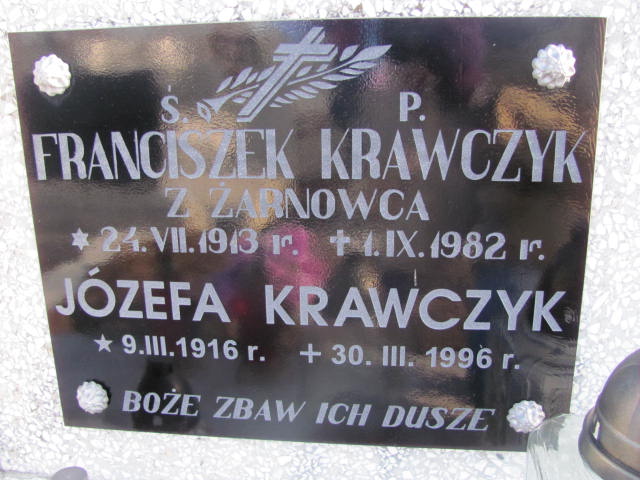 Ś. P.
FRANCISZEK KRAWCZYK
Z ŻARNOWCA
✶ 24.VII.1913 r. ✝ 1.IX.1982 r.
JÓZEFA KRAWCZYK
★ 9.III.1916 r. + 30. III. 1996 r.
BOŻE ZBAW ICH DUSZE